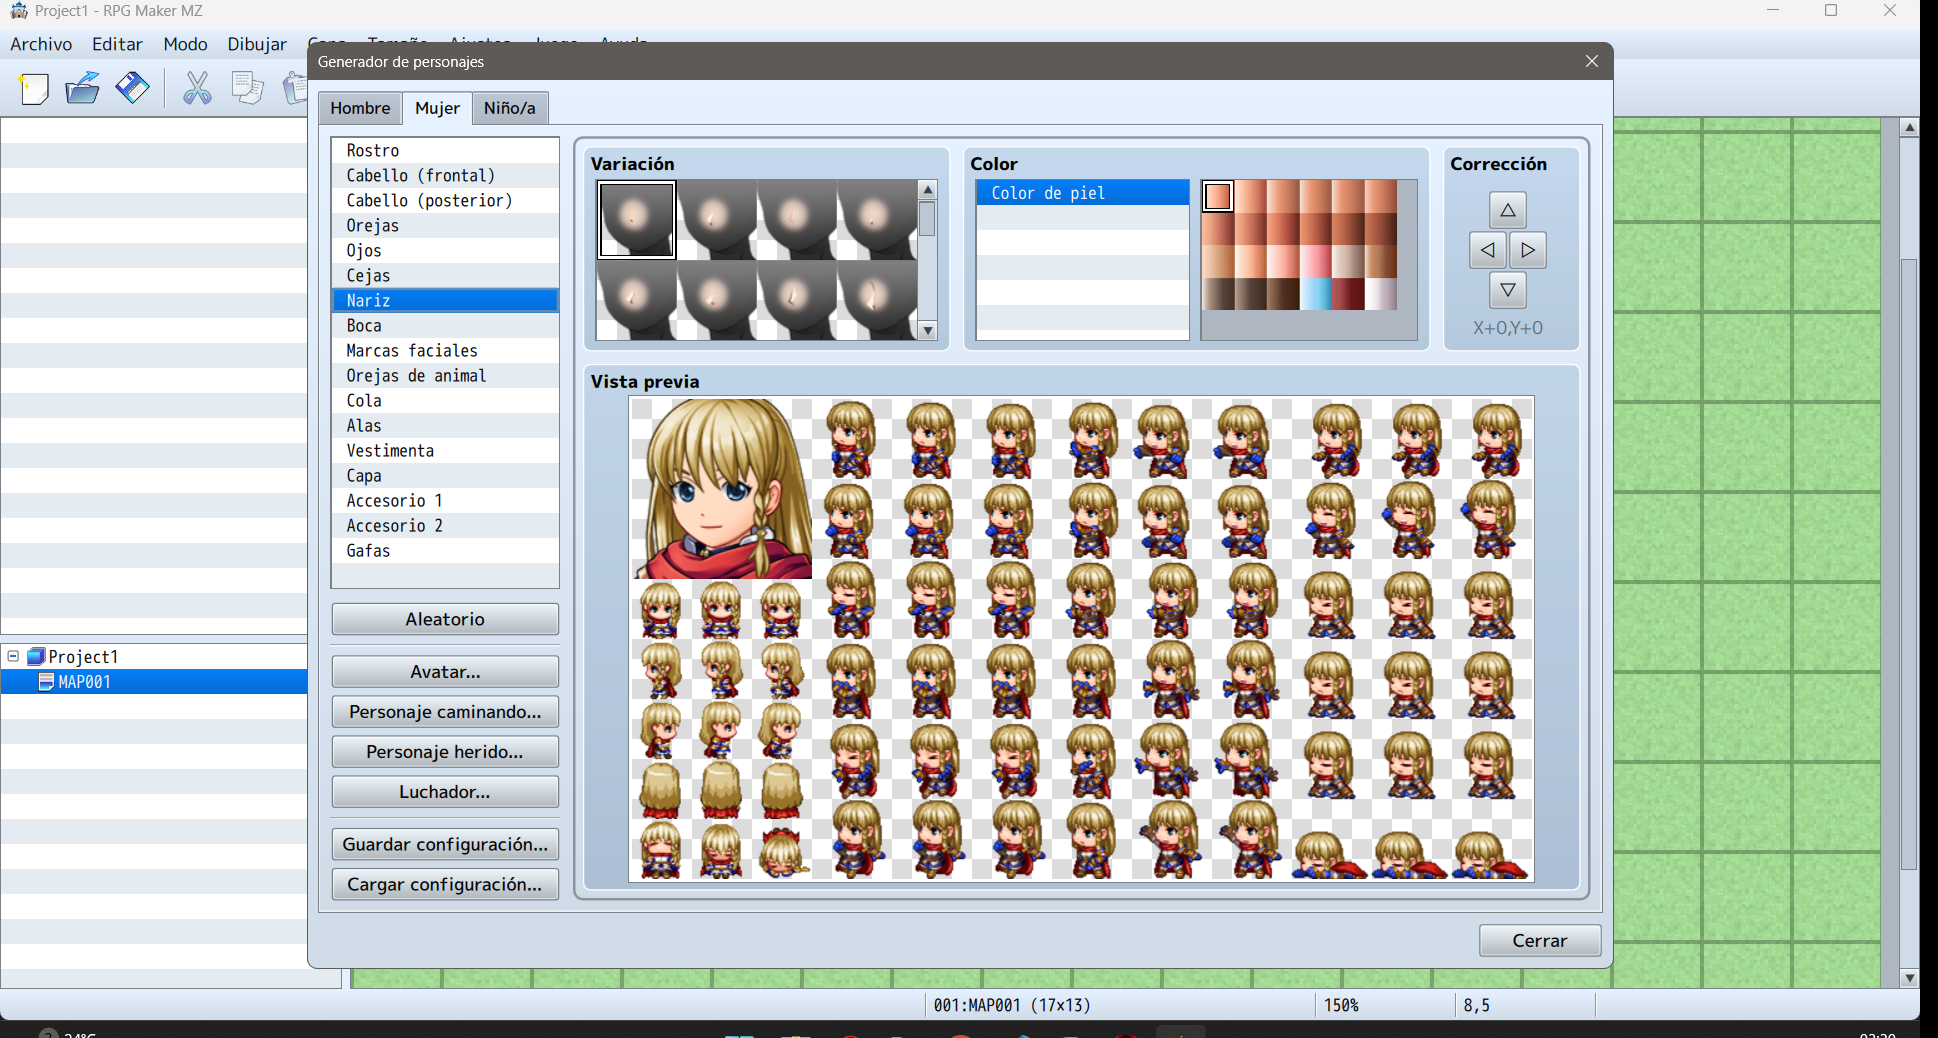 Project1 - RPG Maker MZ
Archivo Editar Modo Dibujar
Generador de personajes
Hombre Mujer Niño/a
Rostro
Cabello (frontal)
Cabello (posterior)
Orejas
Ojos
Cejas
Nariz
Boca
Marcas faciales
Orejas de animal
Cola
Alas
Vestimenta
Capa
Accesorio 1
Accesorio 2
Gafas
Aleatorio
Avatar...
Personaje caminando...
Personaje herido...
Luchador...
Guardar configuración...
Cargar configuración...
Variación
Color
Color de piel
Corrección
X+0,Y+0
Vista previa
Cerrar
Project1
MAP001
001:MAP001 (17×13)
150%
8,5